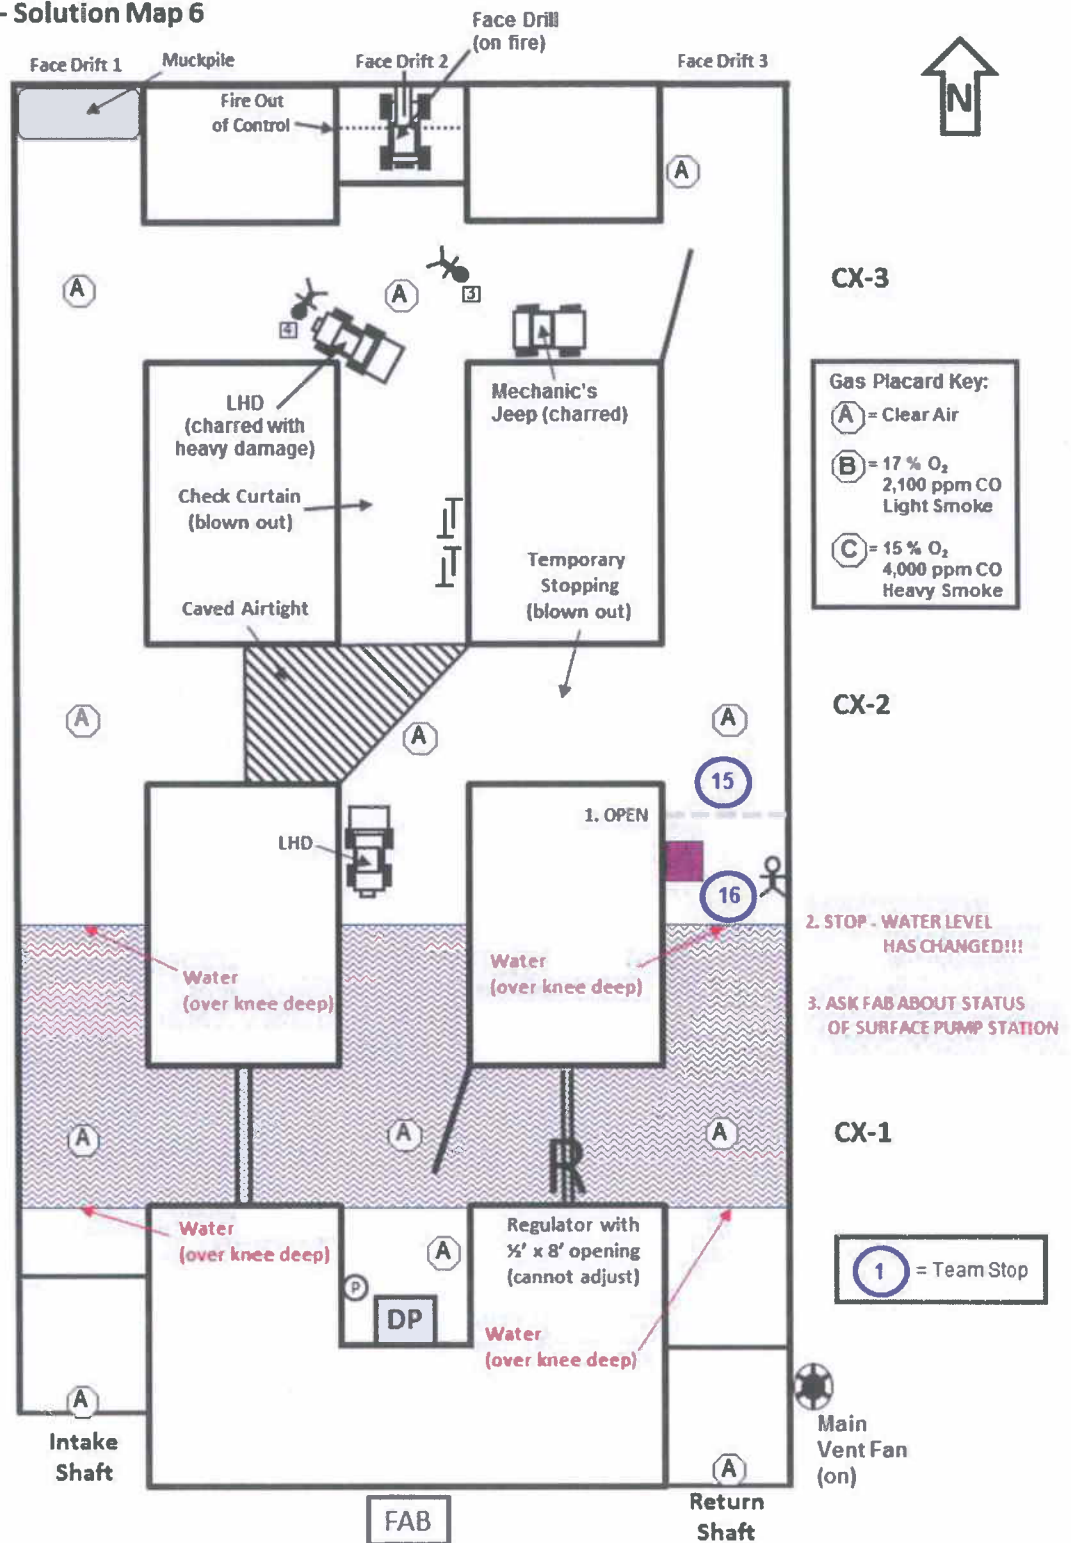 - Solution Map 6
Face Drill
(on fire)
Face Drift 1
Muckpile
Face Drift 2
Face Drift 3
N
Fire Out
of Control
A
A
A
3
4
CX-3
LHD
(charred with
heavy damage)
Mechanic's
Jeep (charred)
Gas Placard Key:
A = Clear Air
B = 17 % O₂
2,100 ppm CO
Light Smoke
C = 15 % O₂
4,000 ppm CO
Heavy Smoke
Check Curtain
(blown out)
Temporary
Stopping
(blown out)
Caved Airtight
CX-2
A
A
A
15
1. OPEN
LHD
16
2. STOP - WATER LEVEL
HAS CHANGED!!!
Water
(over knee deep)
Water
(over knee deep)
3. ASK FAB ABOUT STATUS
OF SURFACE PUMP STATION
A
A
A
CX-1
R
Water
(over knee deep)
A
Regulator with
½' x 8' opening
(cannot adjust)
1 = Team Stop
P
DP
Water
(over knee deep)
A
Intake
Shaft
Main
Vent Fan
(on)
A
Return
Shaft
FAB